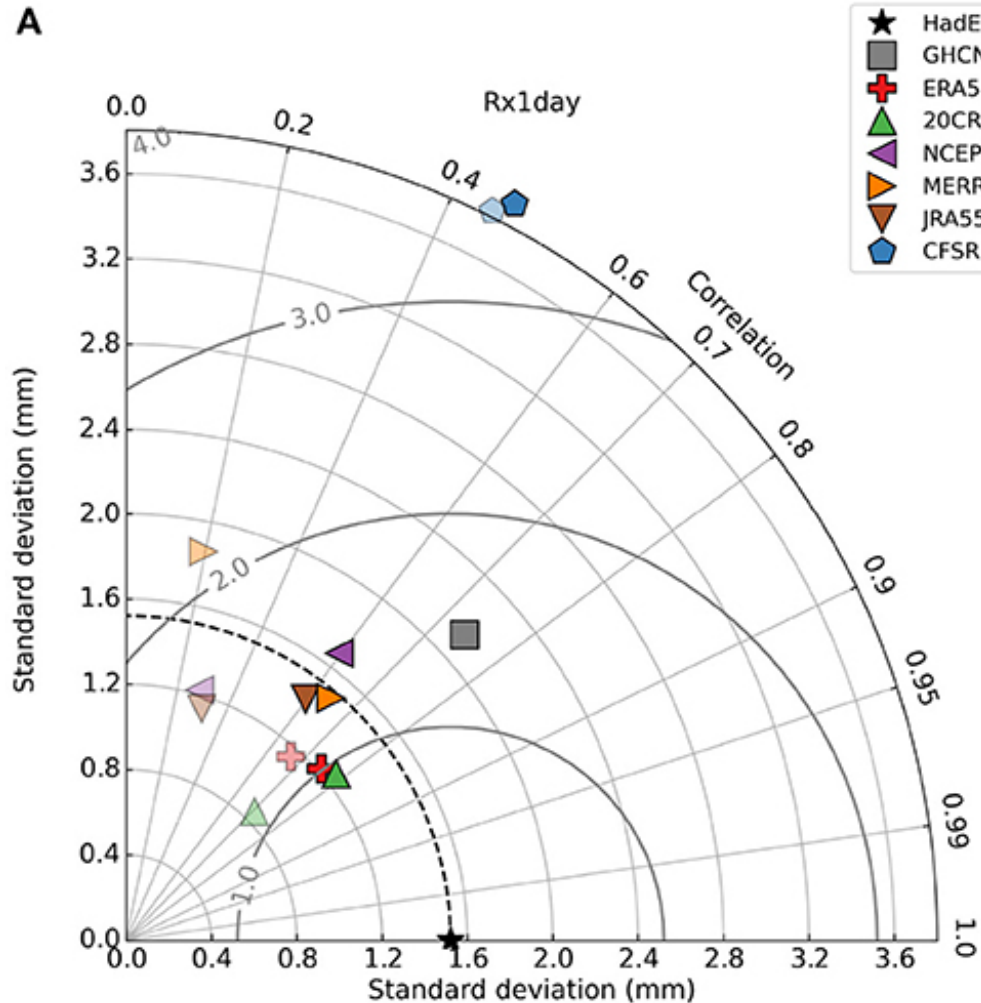 A
HadE
GHCN
ERA5
20CR
NCEP
MERR
JRA55
CFSR
Rx1day
Correlation
0.0
0.2
0.4
0.6
0.7
0.8
0.9
0.95
0.99
1.0
4.0
3.0
2.0
1.0
Standard deviation (mm)
3.6
3.2
2.8
2.4
2.0
1.6
1.2
0.8
0.4
0.0
0.0 0.4 0.8 1.2 1.6 2.0 2.4 2.8 3.2 3.6
Standard deviation (mm)